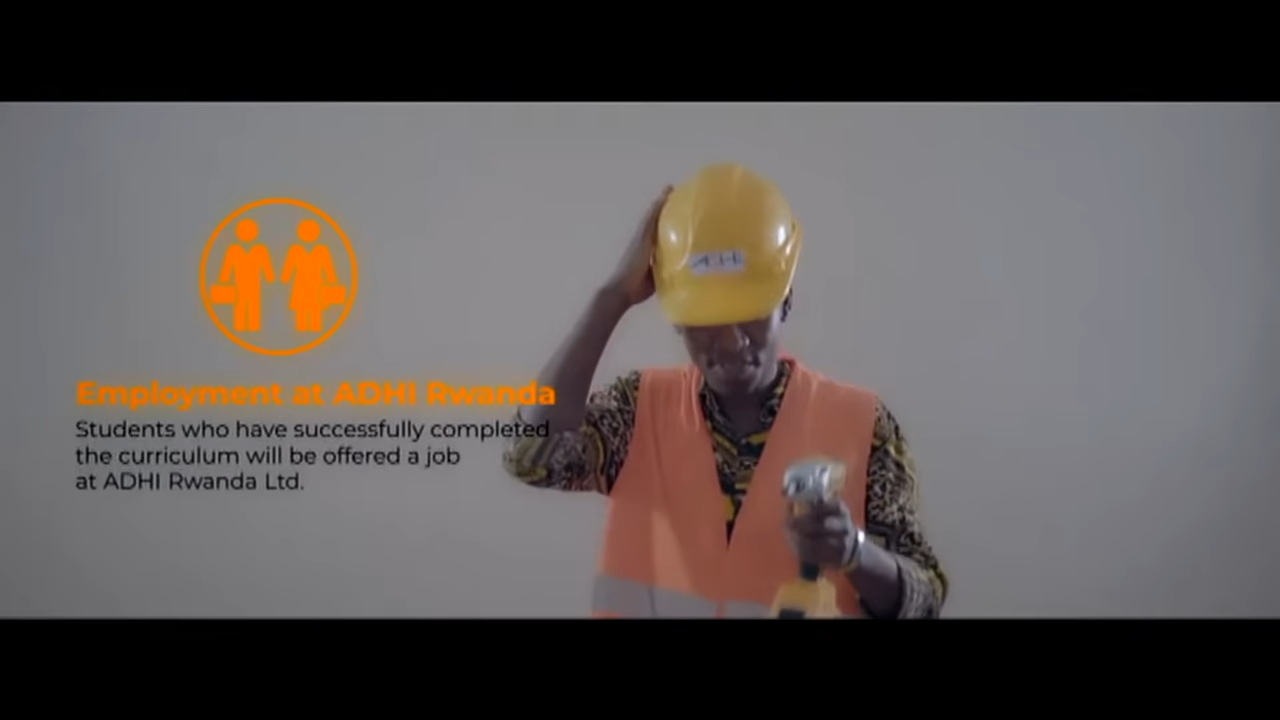 Employment at ADHI Rwanda
Students who have successfully completed
the curriculum will be offered a job
at ADHI Rwanda Ltd.